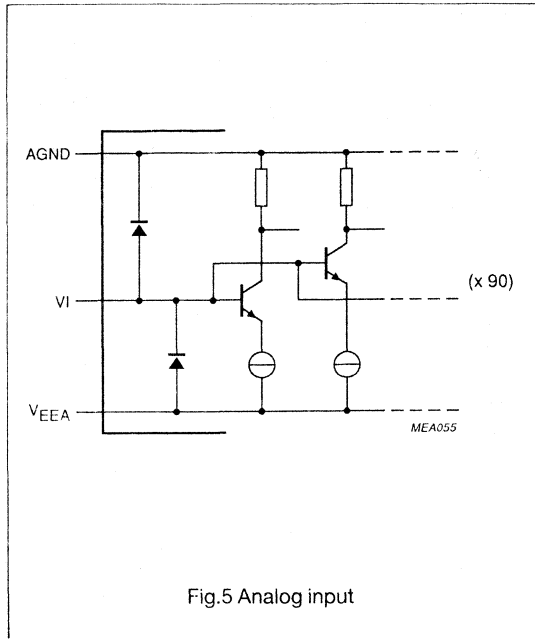 AGND
VI
(x 90)
VEEA
MEA055
Fig.5 Analog input